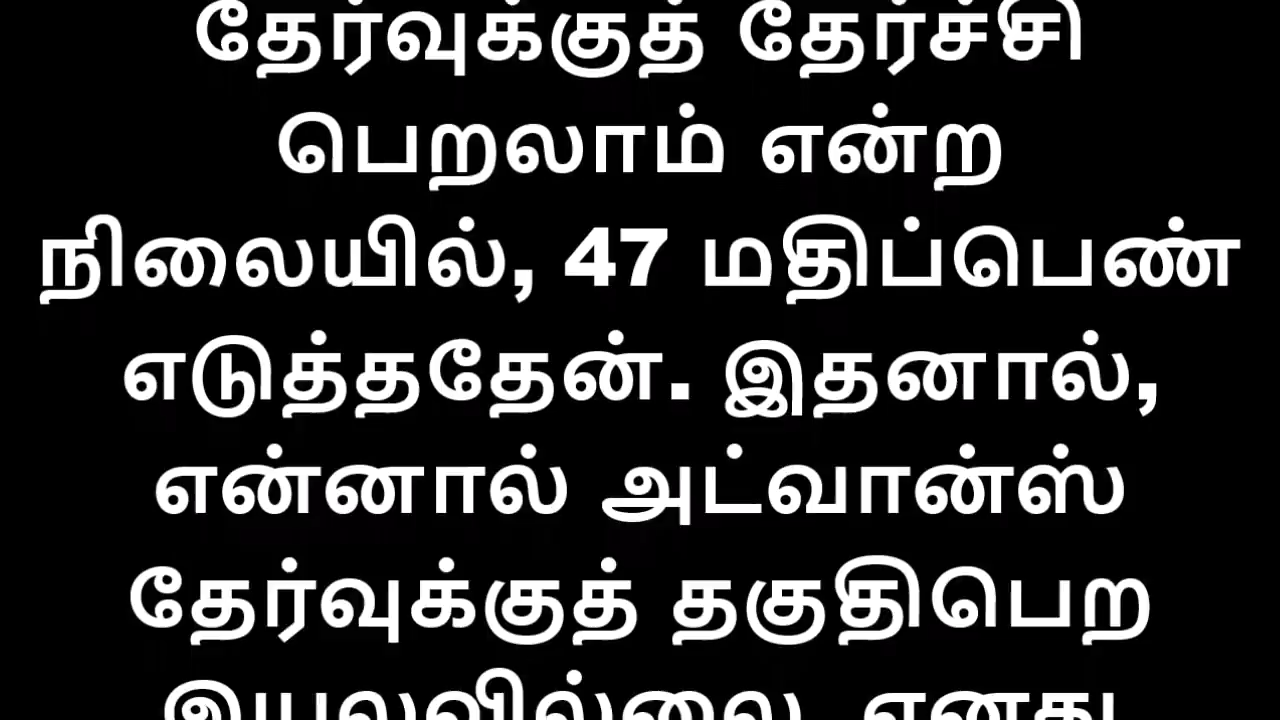 தேர்வுக்குத் தேர்ச்சி
பெறலாம் என்ற
நிலையில், 47 மதிப்பெண்
எடுத்ததேன். இதனால்,
என்னால் அட்வான்ஸ்
தேர்வுக்குத் தகுதிபெற
இயலவில்லை. எனது